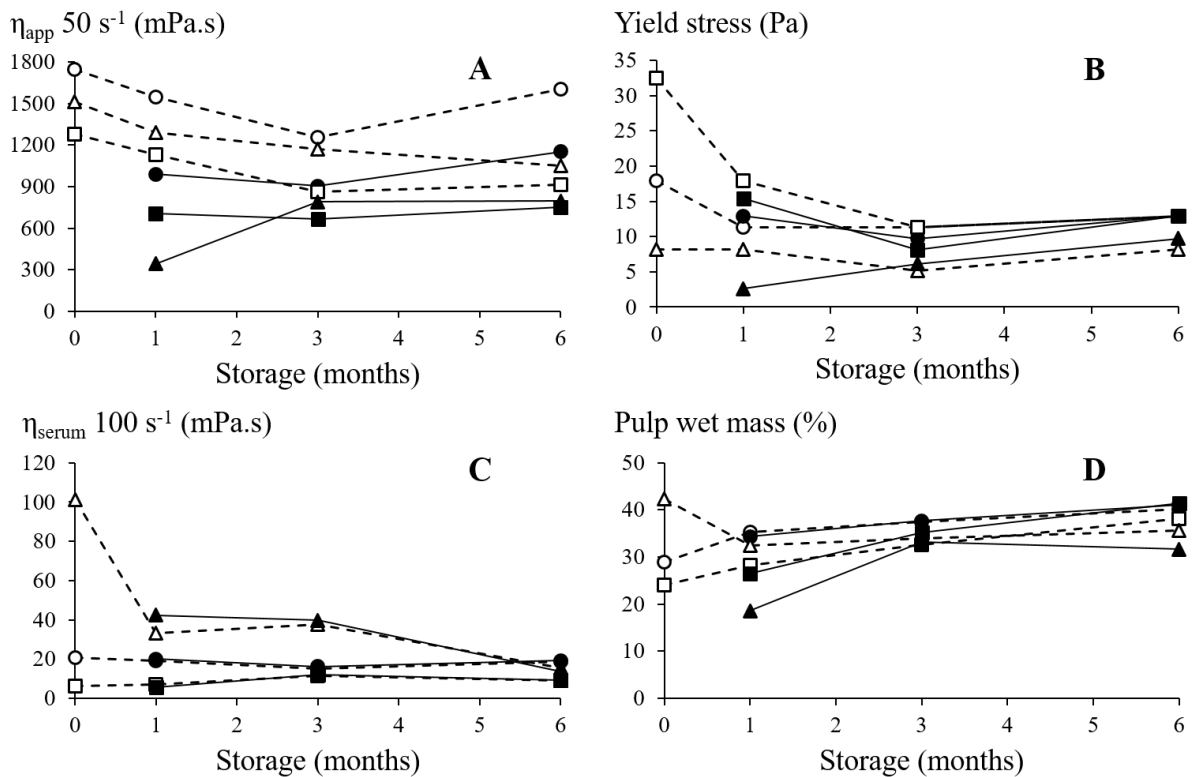 η_app 50 s⁻¹ (mPa.s)
A
1800
1500
1200
900
600
300
0
0 1 2 3 4 5 6
Storage (months)
Yield stress (Pa)
B
35
30
25
20
15
10
5
0
0 1 2 3 4 5 6
Storage (months)
η_serum 100 s⁻¹ (mPa.s)
C
120
100
80
60
40
20
0
0 1 2 3 4 5 6
Storage (months)
Pulp wet mass (%)
D
50
40
30
20
10
0
0 1 2 3 4 5 6
Storage (months)